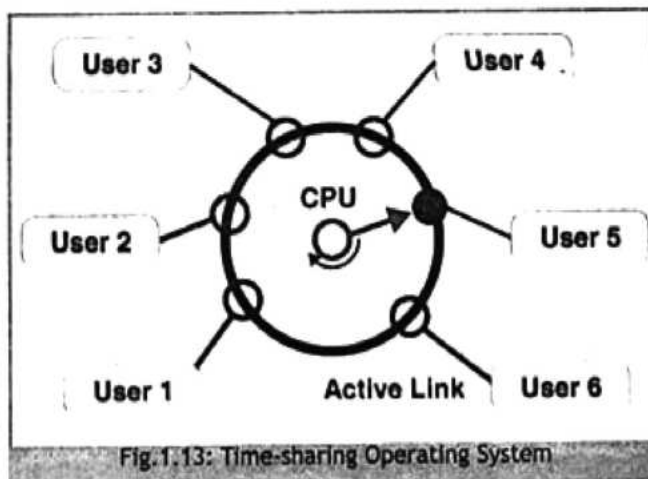 User 3
User 4
CPU
User 2
User 5
User 1
Active Link
User 6
Fig.1.13: Time-sharing Operating System